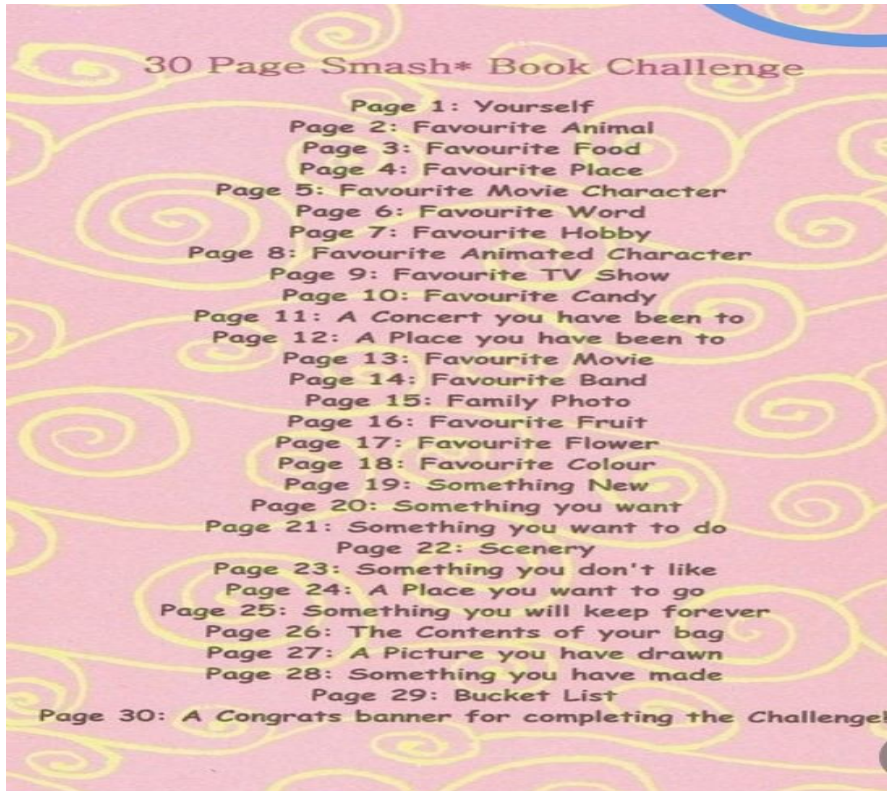 30 Page Smash* Book Challenge
Page 1: Yourself
Page 2: Favourite Animal
Page 3: Favourite Food
Page 4: Favourite Place
Page 5: Favourite Movie Character
Page 6: Favourite Word
Page 7: Favourite Hobby
Page 8: Favourite Animated Character
Page 9: Favourite TV Show
Page 10: Favourite Candy
Page 11: A Concert you have been to
Page 12: A Place you have been to
Page 13: Favourite Movie
Page 14: Favourite Band
Page 15: Family Photo
Page 16: Favourite Fruit
Page 17: Favourite Flower
Page 18: Favourite Colour
Page 19: Something New
Page 20: Something you want
Page 21: Something you want to do
Page 22: Scenery
Page 23: Something you don't like
Page 24: A Place you want to go
Page 25: Something you will keep forever
Page 26: The Contents of your bag
Page 27: A Picture you have drawn
Page 28: Something you have made
Page 29: Bucket List
Page 30: A Congrats banner for completing the Challenge!